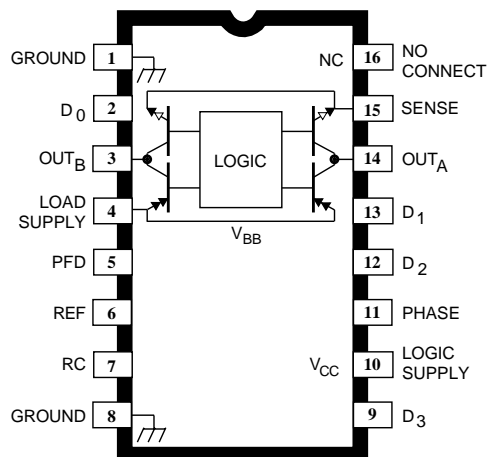 GROUND 1
D0 2
OUTB 3
LOAD
SUPPLY 4
PFD 5
REF 6
RC 7
GROUND 8
LOGIC
VBB
NC 16 NO
CONNECT
15 SENSE
14 OUTA
13 D1
12 D2
11 PHASE
VCC 10 LOGIC
SUPPLY
9 D3